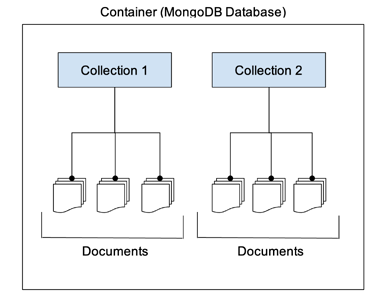 Container (MongoDB Database)
Collection 1
Collection 2
Documents
Documents